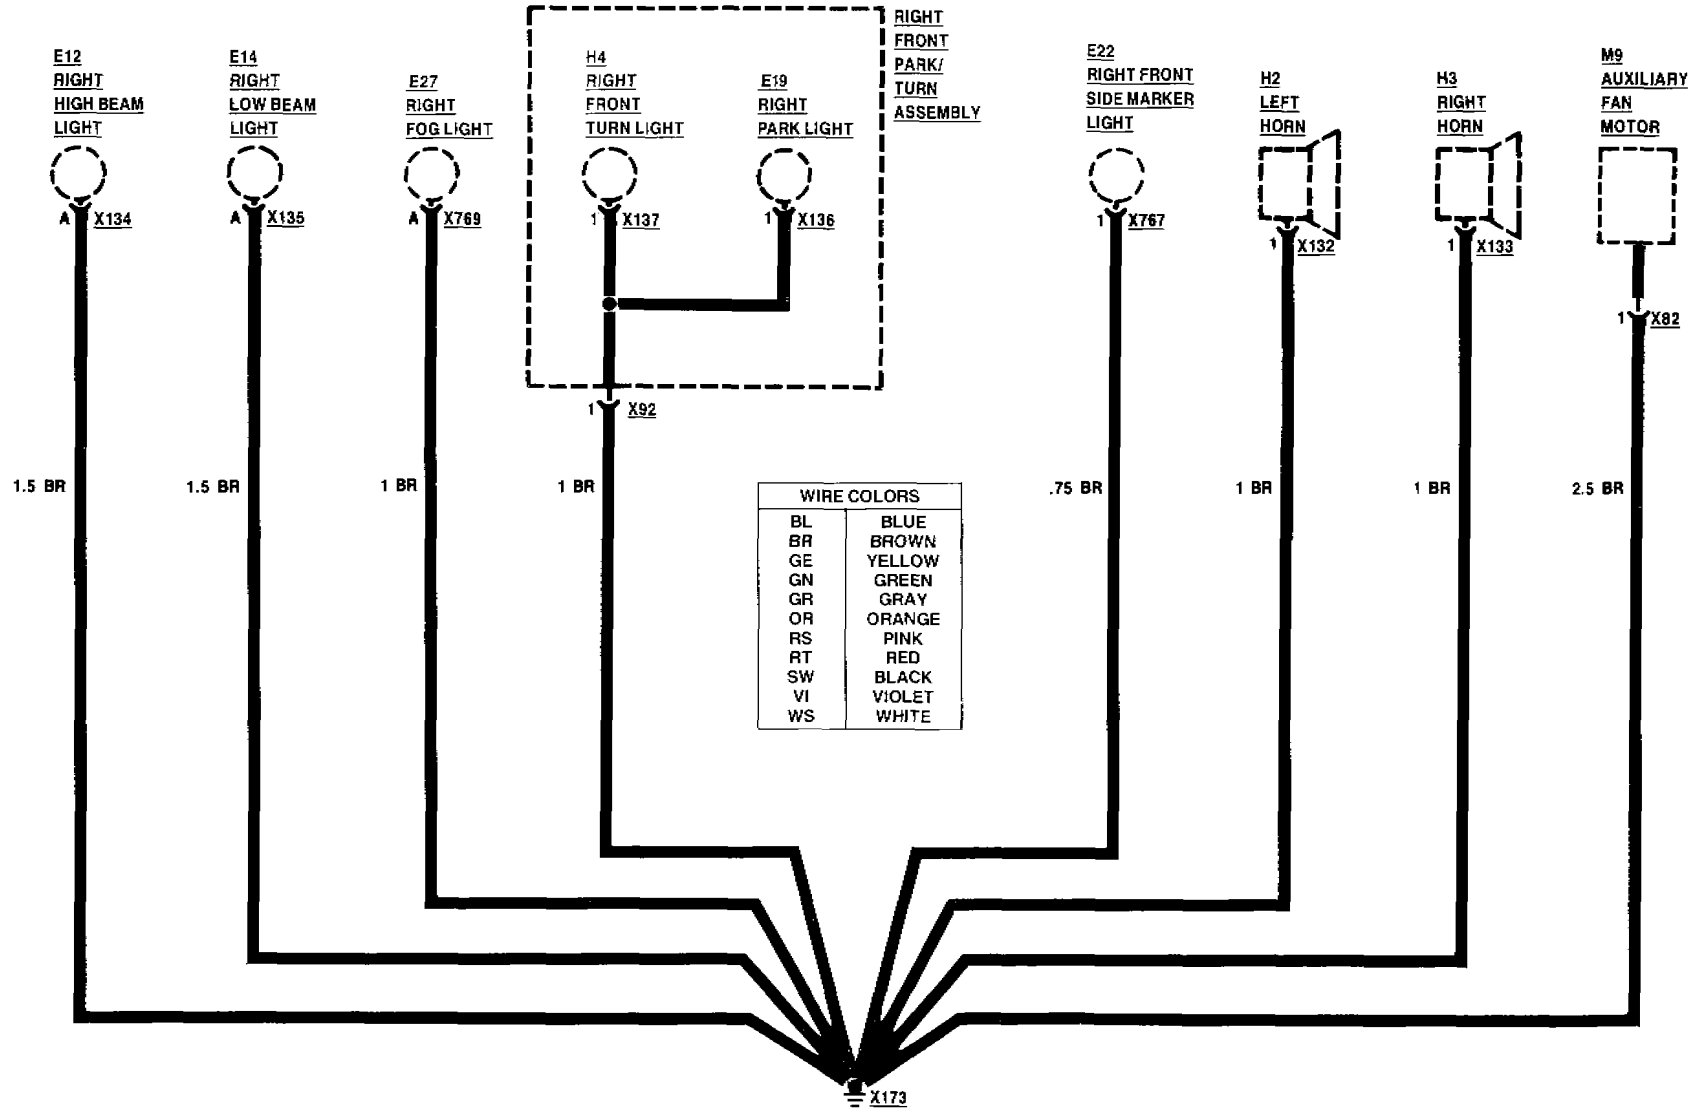 E12
RIGHT
HIGH BEAM
LIGHT
A
X134
E14
RIGHT
LOW BEAM
LIGHT
A
X135
E27
RIGHT
FOG LIGHT
A
X769
H4
RIGHT
FRONT
TURN LIGHT
1
X137
E19
RIGHT
PARK LIGHT
1
X136
RIGHT
FRONT
PARK/
TURN
ASSEMBLY
1
X92
E22
RIGHT FRONT
SIDE MARKER
LIGHT
1
X767
H2
LEFT
HORN
1
X132
H3
RIGHT
HORN
1
X133
M9
AUXILIARY
FAN
MOTOR
1
X82
1.5 BR
1.5 BR
1 BR
1 BR
.75 BR
1 BR
1 BR
2.5 BR
WIRE COLORS
BL BLUE
BR BROWN
GE YELLOW
GN GREEN
GR GRAY
OR ORANGE
RS PINK
RT RED
SW BLACK
VI VIOLET
WS WHITE
X173